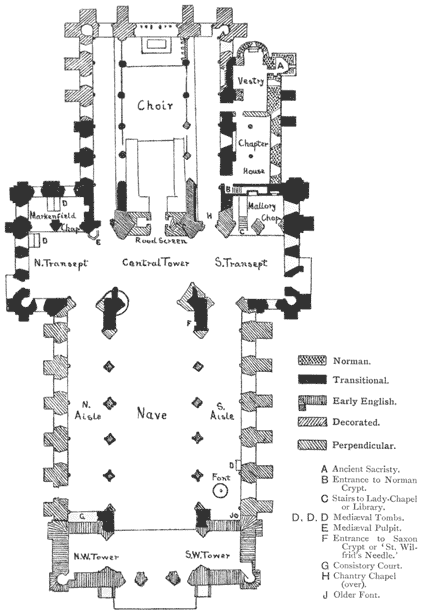 A
A
Choir
Vestry
Chapter
House
B
D
Markenfield
Chap.
Mallory
Chap.
D
E
H
C
Rood Screen
N. Transept
Central Tower
S. Transept
F
N.
Aisle
Nave
S.
Aisle
D
Font
G
J
N.W. Tower
S.W. Tower
Norman.
Transitional.
Early English.
Decorated.
Perpendicular.
A Ancient Sacristy.
B Entrance to Norman
Crypt.
C Stairs to Lady-Chapel
or Library.
D, D, D Mediæval Tombs.
E Mediæval Pulpit.
F Entrance to Saxon
Crypt or ‘St. Wil-
frid's Needle.’
G Consistory Court.
H Chantry Chapel
(over).
J Older Font.